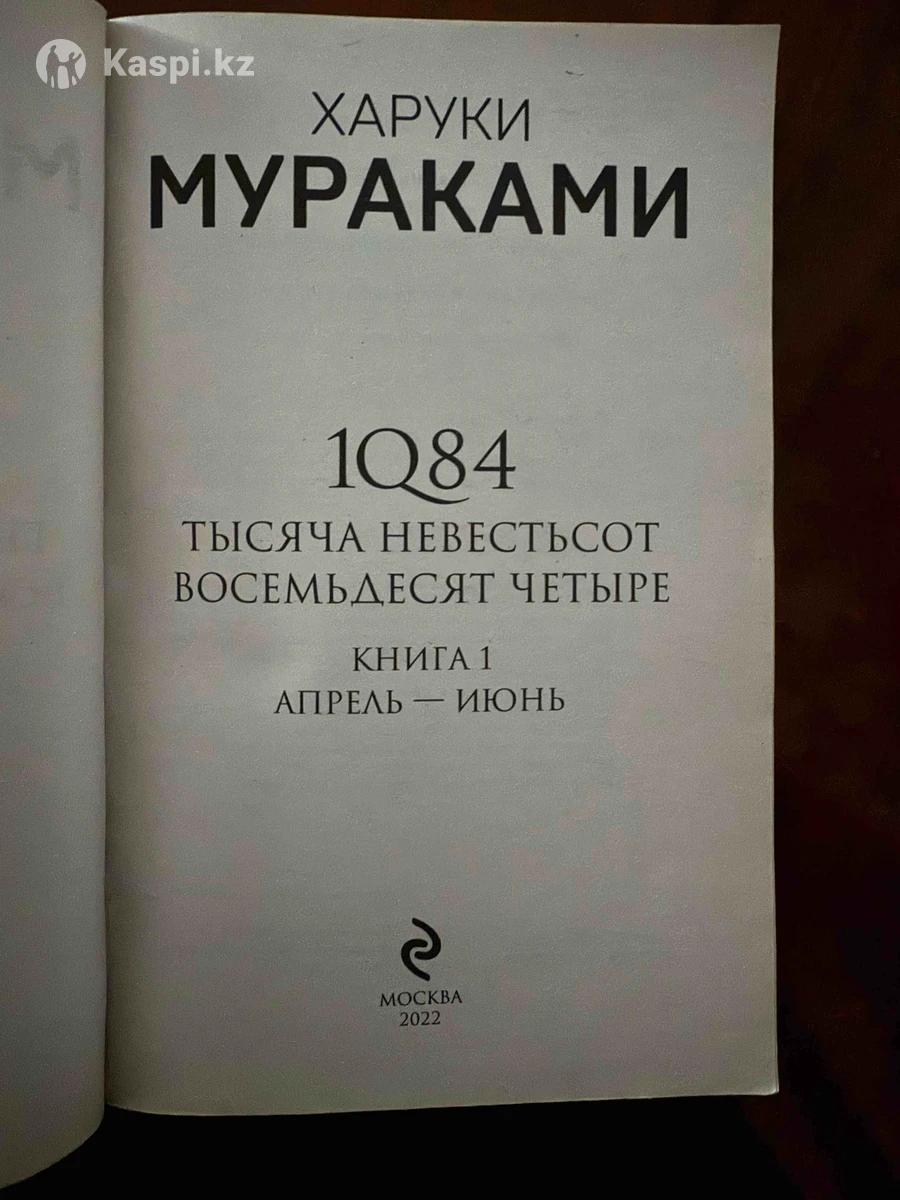 Kaspi.kz
ХАРУКИ
МУРАКАМИ
1Q84
ТЫСЯЧА НЕВЕСТЬСОТ
ВОСЕМЬДЕСЯТ ЧЕТЫРЕ
КНИГА 1
АПРЕЛЬ — ИЮНЬ
МОСКВА
2022